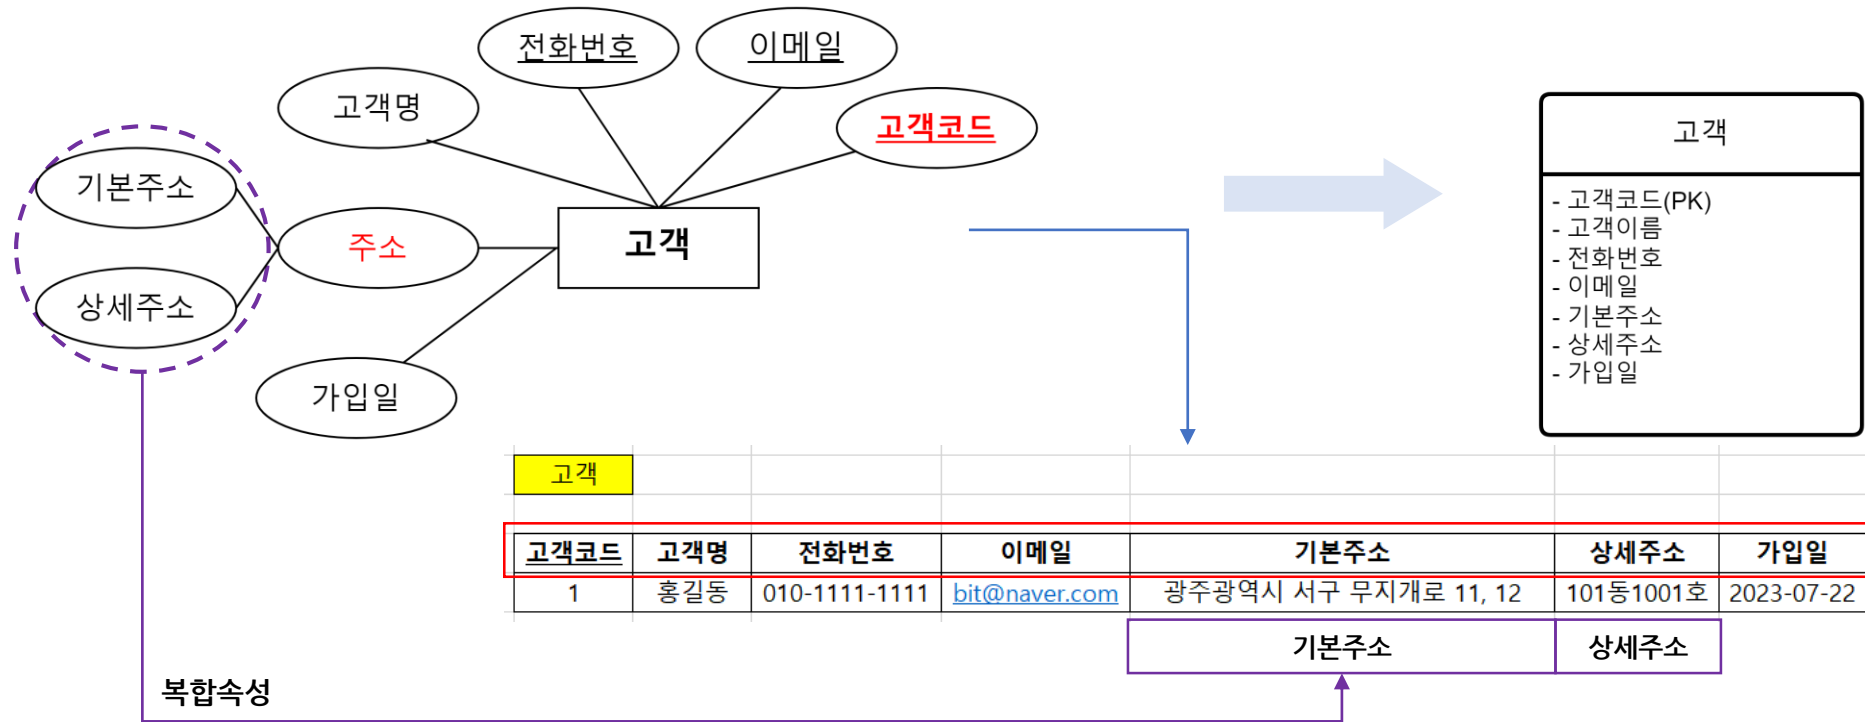 전화번호
이메일
고객명
고객코드
기본주소
주소
고객
상세주소
가입일
고객
- 고객코드(PK)
- 고객이름
- 전화번호
- 이메일
- 기본주소
- 상세주소
- 가입일
고객
고객코드 고객명 전화번호 이메일 기본주소 상세주소 가입일
1 홍길동 010-1111-1111 bit@naver.com 광주광역시 서구 무지개로 11, 12 101동1001호 2023-07-22
기본주소 상세주소
복합속성